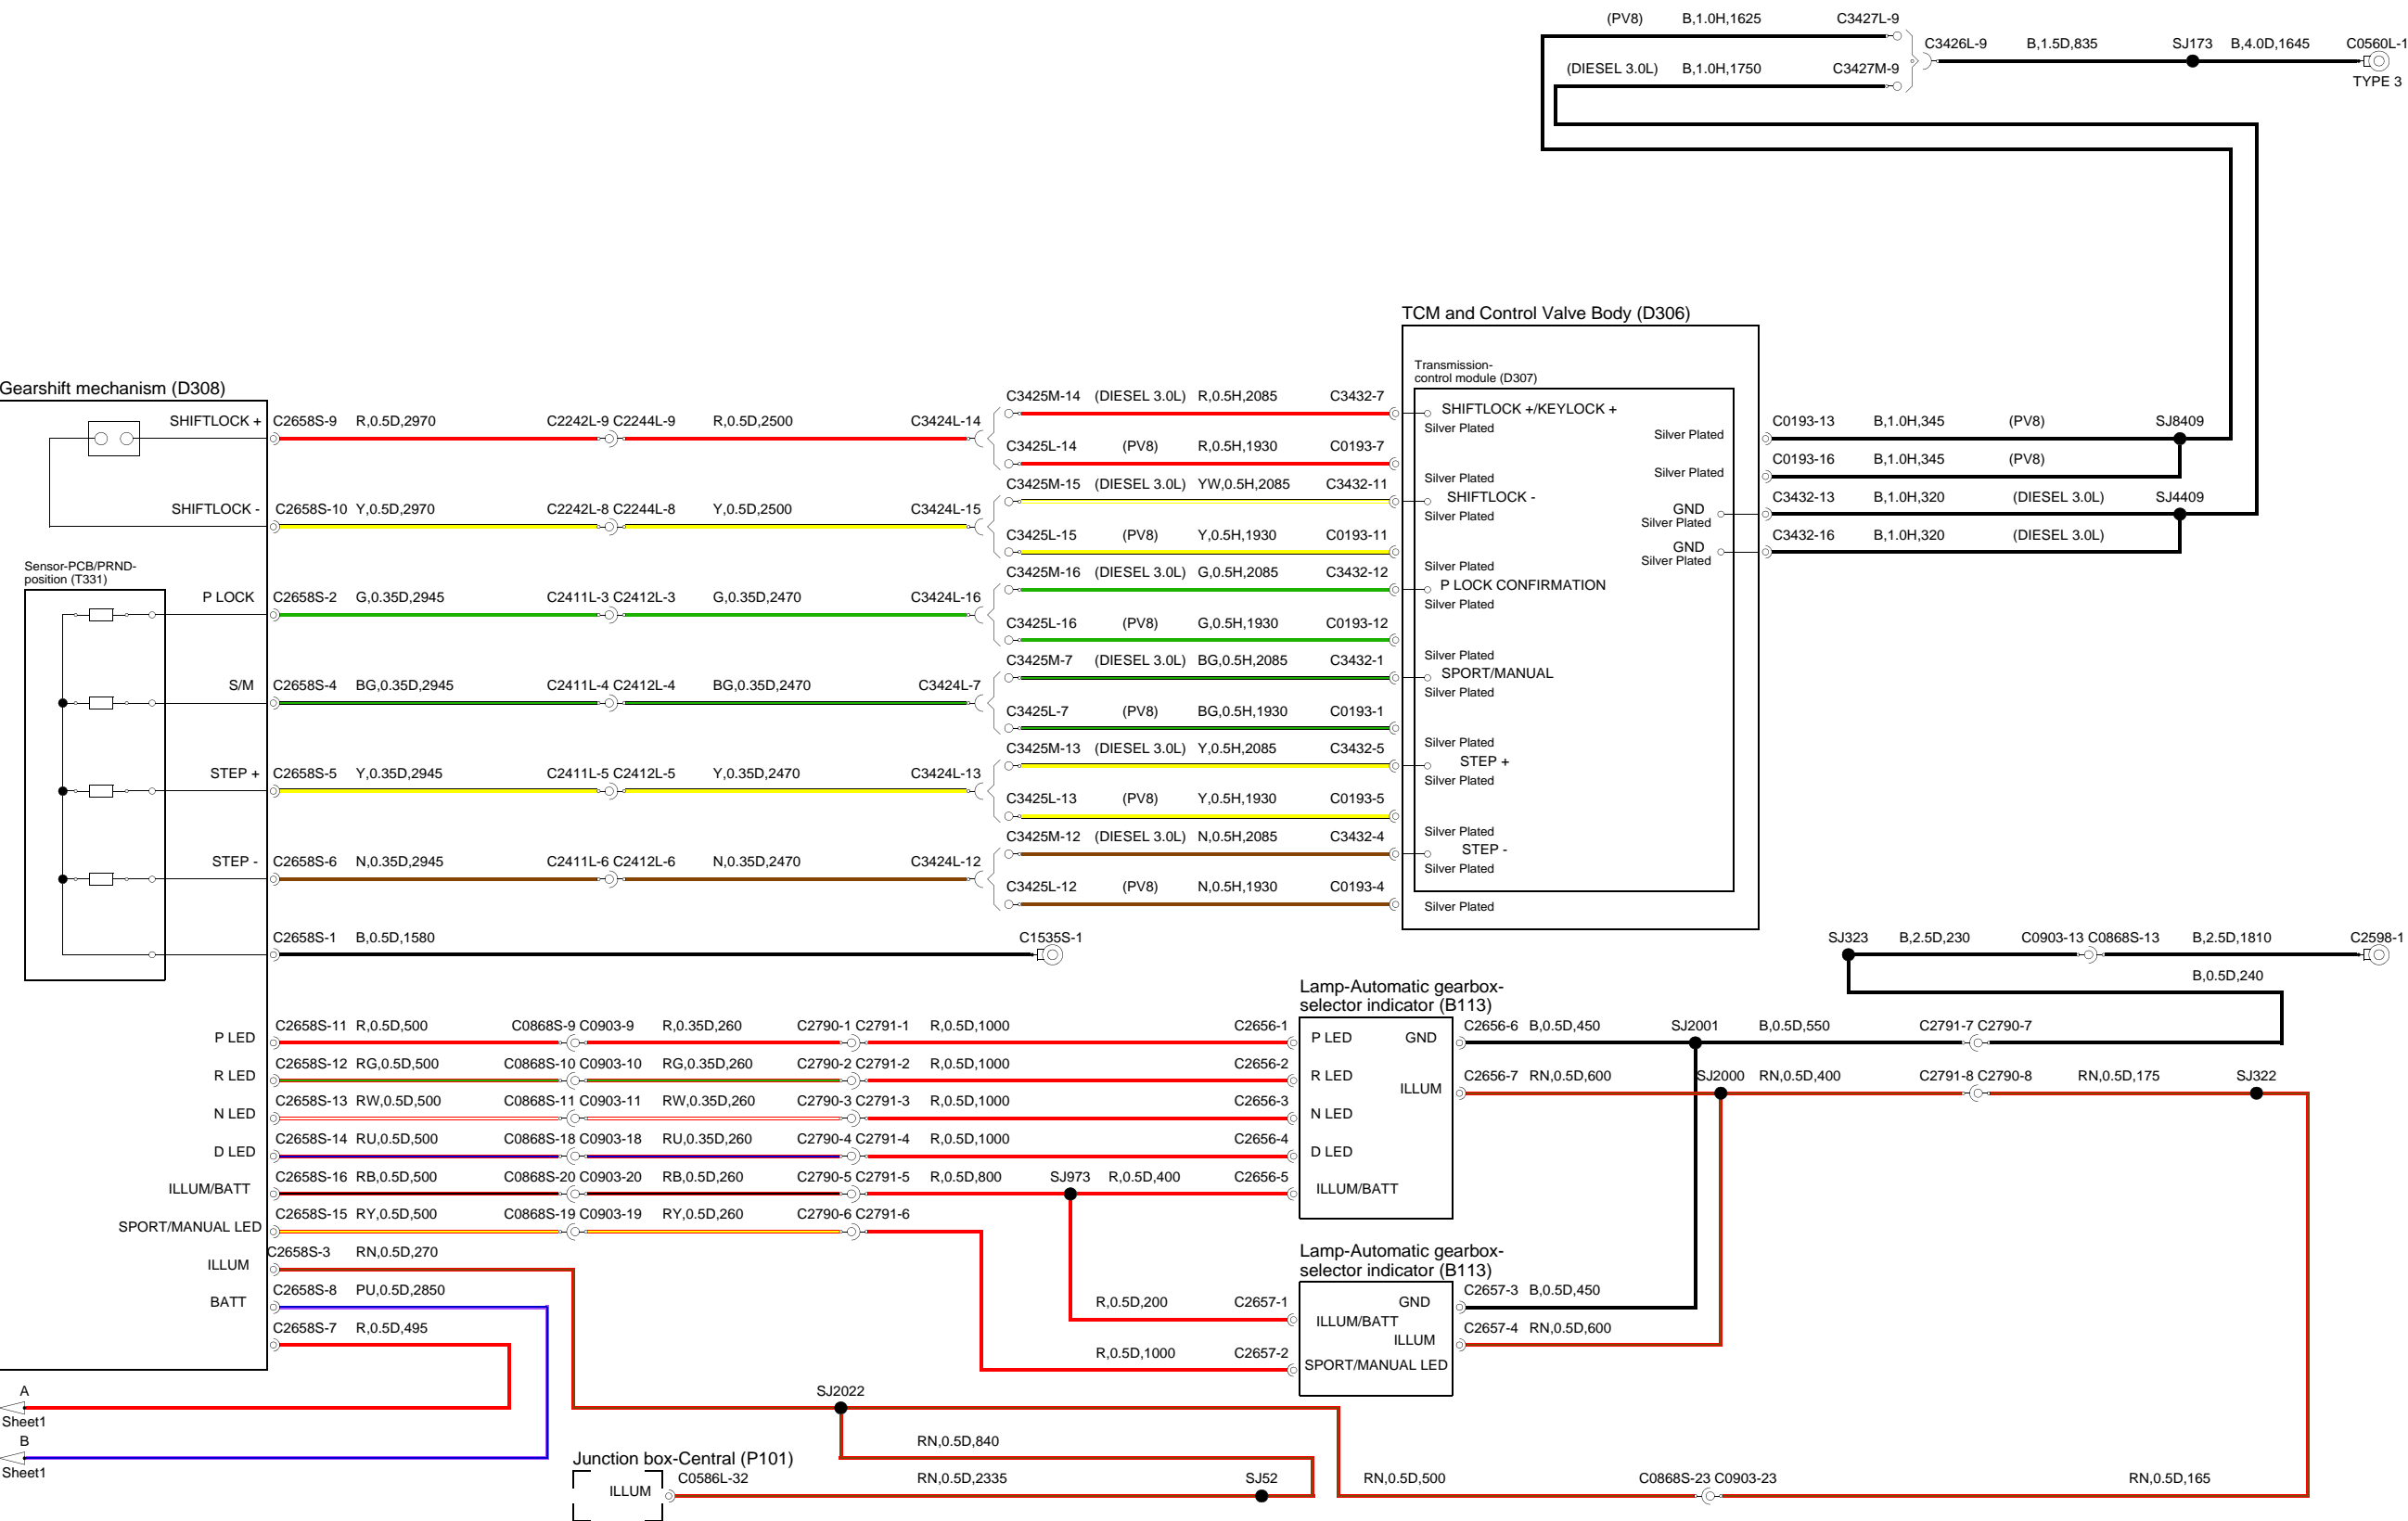 (PV8) B,1.0H,1625 C3427L-9
C3426L-9 B,1.5D,835 SJ173 B,4.0D,1645 C0560L-1
(DIESEL 3.0L) B,1.0H,1750 C3427M-9
TYPE 3
TCM and Control Valve Body (D306)
Transmission-
control module (D307)
Gearshift mechanism (D308)
C3425M-14 (DIESEL 3.0L) R,0.5H,2085 C3432-7
SHIFTLOCK +/KEYLOCK +
SHIFTLOCK + C2658S-9 R,0.5D,2970 C2242L-9 C2244L-9 R,0.5D,2500 C3424L-14
Silver Plated
Silver Plated
C0193-13 B,1.0H,345 (PV8) SJ8409
C3425L-14 (PV8) R,0.5H,1930 C0193-7
Silver Plated
C0193-16 B,1.0H,345 (PV8)
Silver Plated
C3425M-15 (DIESEL 3.0L) YW,0.5H,2085 C3432-11
SHIFTLOCK -
C3432-13 B,1.0H,320 (DIESEL 3.0L) SJ4409
SHIFTLOCK - C2658S-10 Y,0.5D,2970 C2242L-8 C2244L-8 Y,0.5D,2500 C3424L-15
Silver Plated
GND
Silver Plated
C3425L-15 (PV8) Y,0.5H,1930 C0193-11
C3432-16 B,1.0H,320 (DIESEL 3.0L)
GND
Silver Plated
Sensor-PCB/PRND-
position (T331)
Silver Plated
C3425M-16 (DIESEL 3.0L) G,0.5H,2085 C3432-12
P LOCK CONFIRMATION
P LOCK C2658S-2 G,0.35D,2945 C2411L-3 C2412L-3 G,0.35D,2470 C3424L-16
Silver Plated
C3425L-16 (PV8) G,0.5H,1930 C0193-12
Silver Plated
C3425M-7 (DIESEL 3.0L) BG,0.5H,2085 C3432-1
SPORT/MANUAL
S/M C2658S-4 BG,0.35D,2945 C2411L-4 C2412L-4 BG,0.35D,2470 C3424L-7
Silver Plated
C3425L-7 (PV8) BG,0.5H,1930 C0193-1
Silver Plated
C3425M-13 (DIESEL 3.0L) Y,0.5H,2085 C3432-5
STEP +
STEP + C2658S-5 Y,0.35D,2945 C2411L-5 C2412L-5 Y,0.35D,2470 C3424L-13
Silver Plated
C3425L-13 (PV8) Y,0.5H,1930 C0193-5
Silver Plated
C3425M-12 (DIESEL 3.0L) N,0.5H,2085 C3432-4
STEP -
STEP - C2658S-6 N,0.35D,2945 C2411L-6 C2412L-6 N,0.35D,2470 C3424L-12
Silver Plated
C3425L-12 (PV8) N,0.5H,1930 C0193-4
Silver Plated
C2658S-1 B,0.5D,1580 C1535S-1
SJ323 B,2.5D,230 C0903-13 C0868S-13 B,2.5D,1810 C2598-1
B,0.5D,240
Lamp-Automatic gearbox-
selector indicator (B113)
P LED C2658S-11 R,0.5D,500 C0868S-9 C0903-9 R,0.35D,260 C2790-1 C2791-1 R,0.5D,1000 C2656-1
P LED GND C2656-6 B,0.5D,450 SJ2001 B,0.5D,550 C2791-7 C2790-7
R LED C2658S-12 RG,0.5D,500 C0868S-10 C0903-10 RG,0.35D,260 C2790-2 C2791-2 R,0.5D,1000 C2656-2
R LED
ILLUM C2656-7 RN,0.5D,600 SJ2000 RN,0.5D,400 C2791-8 C2790-8 RN,0.5D,175 SJ322
N LED C2658S-13 RW,0.5D,500 C0868S-11 C0903-11 RW,0.35D,260 C2790-3 C2791-3 R,0.5D,1000 C2656-3
N LED
D LED C2658S-14 RU,0.5D,500 C0868S-18 C0903-18 RU,0.35D,260 C2790-4 C2791-4 R,0.5D,1000 C2656-4
D LED
ILLUM/BATT C2658S-16 RB,0.5D,500 C0868S-20 C0903-20 RB,0.5D,260 C2790-5 C2791-5 R,0.5D,800 SJ973 R,0.5D,400 C2656-5
ILLUM/BATT
SPORT/MANUAL LED C2658S-15 RY,0.5D,500 C0868S-19 C0903-19 RY,0.5D,260 C2790-6 C2791-6
ILLUM C2658S-3 RN,0.5D,270
Lamp-Automatic gearbox-
selector indicator (B113)
BATT C2658S-8 PU,0.5D,2850
R,0.5D,200 C2657-1
GND C2657-3 B,0.5D,450
ILLUM/BATT
C2658S-7 R,0.5D,495
ILLUM C2657-4 RN,0.5D,600
R,0.5D,1000 C2657-2
SPORT/MANUAL LED
A
Sheet1
SJ2022
B
Sheet1
RN,0.5D,840
Junction box-Central (P101)
ILLUM C0586L-32 RN,0.5D,2335 SJ52 RN,0.5D,500 C0868S-23 C0903-23 RN,0.5D,165